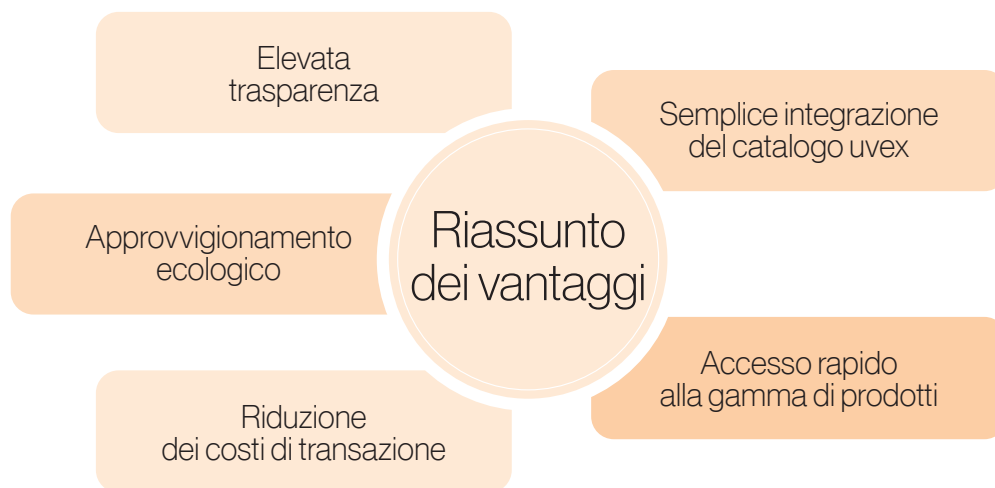 Elevata
trasparenza
Semplice integrazione
del catalogo uvex
Approvvigionamento
ecologico
Riassunto
dei vantaggi
Accesso rapido
alla gamma di prodotti
Riduzione
dei costi di transazione